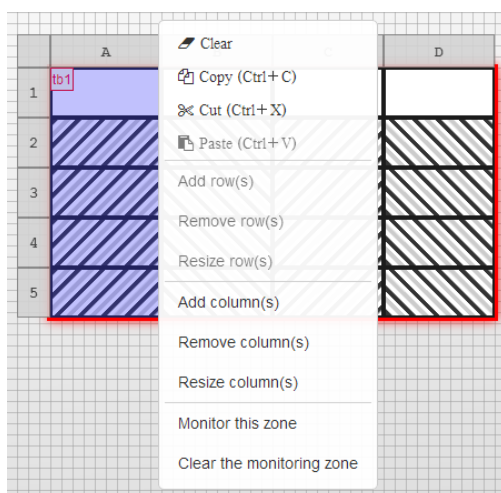 A D
tb1
1
2
3
4
5
Clear
Copy (Ctrl+C)
Cut (Ctrl+X)
Paste (Ctrl+V)
Add row(s)
Remove row(s)
Resize row(s)
Add column(s)
Remove column(s)
Resize column(s)
Monitor this zone
Clear the monitoring zone